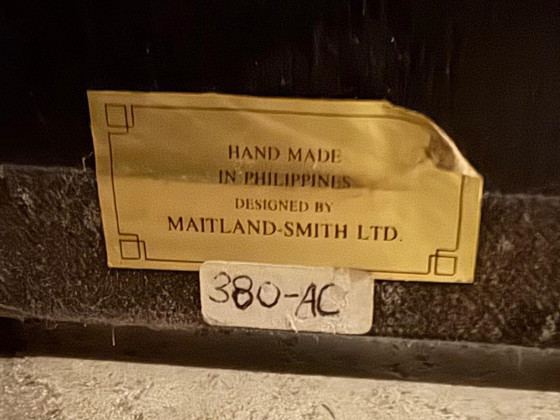 HAND MADE
IN PHILIPPINES
DESIGNED BY
MAITLAND-SMITH LTD.
380-AC